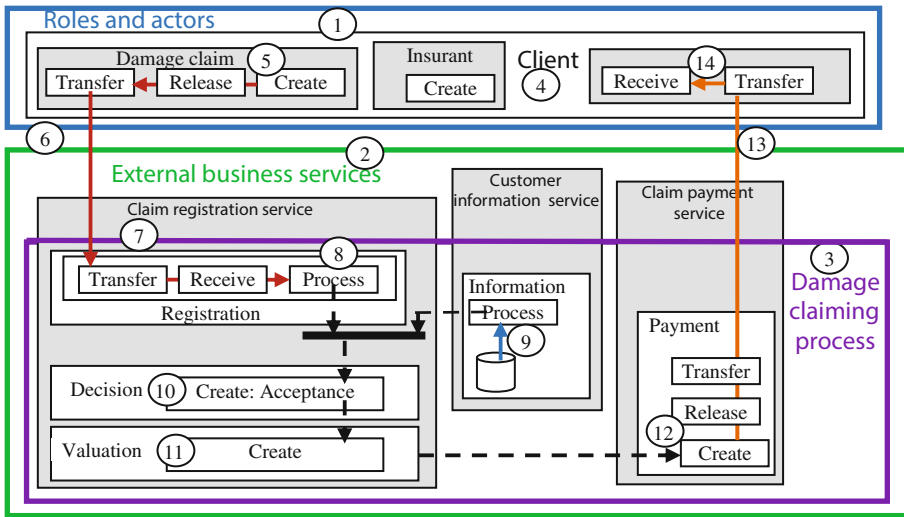 Roles and actors
1
Damage claim
5
Transfer
Release
Create
Insurant
Create
Client
4
14
Receive
Transfer
6
13
2
External business services
Claim registration service
7
8
Transfer
Receive
Process
Registration
Customer
information service
Information
Process
9
Claim payment
service
3
Damage
claiming
process
Payment
Transfer
Release
12
Create
Decision
10
Create: Acceptance
Valuation
11
Create